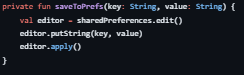 private fun saveToPrefs(key: String, value: String) {
    val editor = sharedPreferences.edit()
    editor.putString(key, value)
    editor.apply()
}